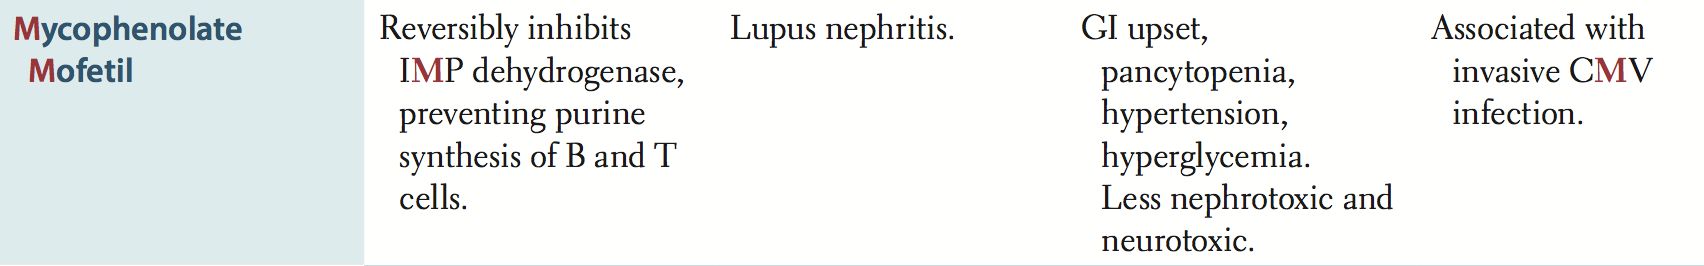 Mycophenolate
Mofetil
Reversibly inhibits
IMP dehydrogenase,
preventing purine
synthesis of B and T
cells.
Lupus nephritis.
GI upset,
pancytopenia,
hypertension,
hyperglycemia.
Less nephrotoxic and
neurotoxic.
Associated with
invasive CMV
infection.